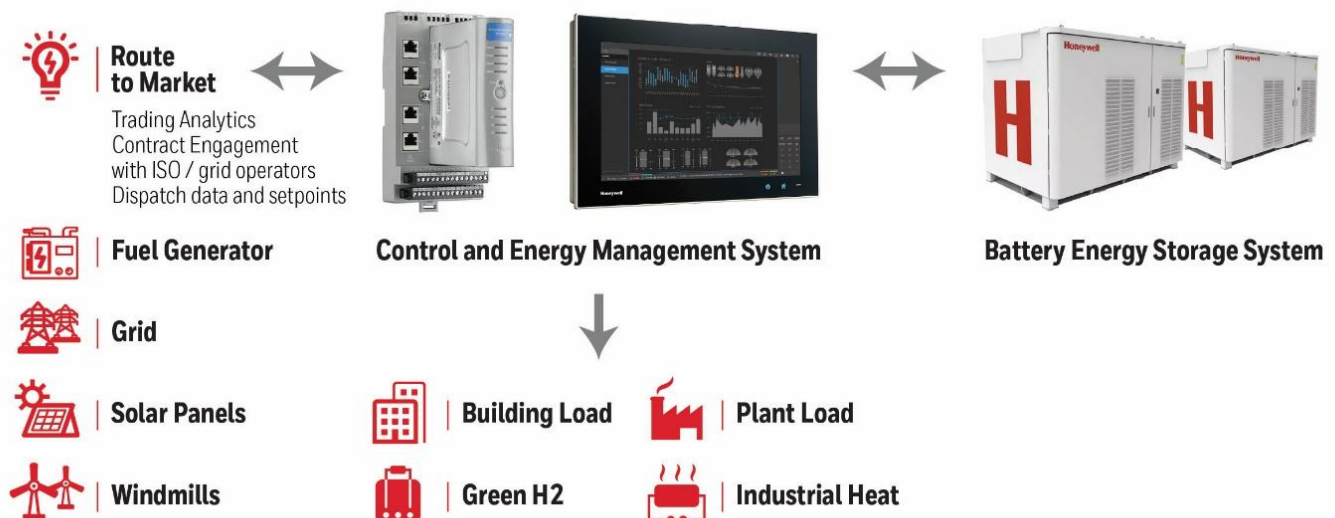 Route
to Market
Trading Analytics
Contract Engagement
with ISO / grid operators
Dispatch data and setpoints
Fuel Generator
Grid
Solar Panels
Windmills
Control and Energy Management System
Honeywell
Building Load
Green H2
Plant Load
Industrial Heat
Honeywell
H
Honeywell
H
Battery Energy Storage System